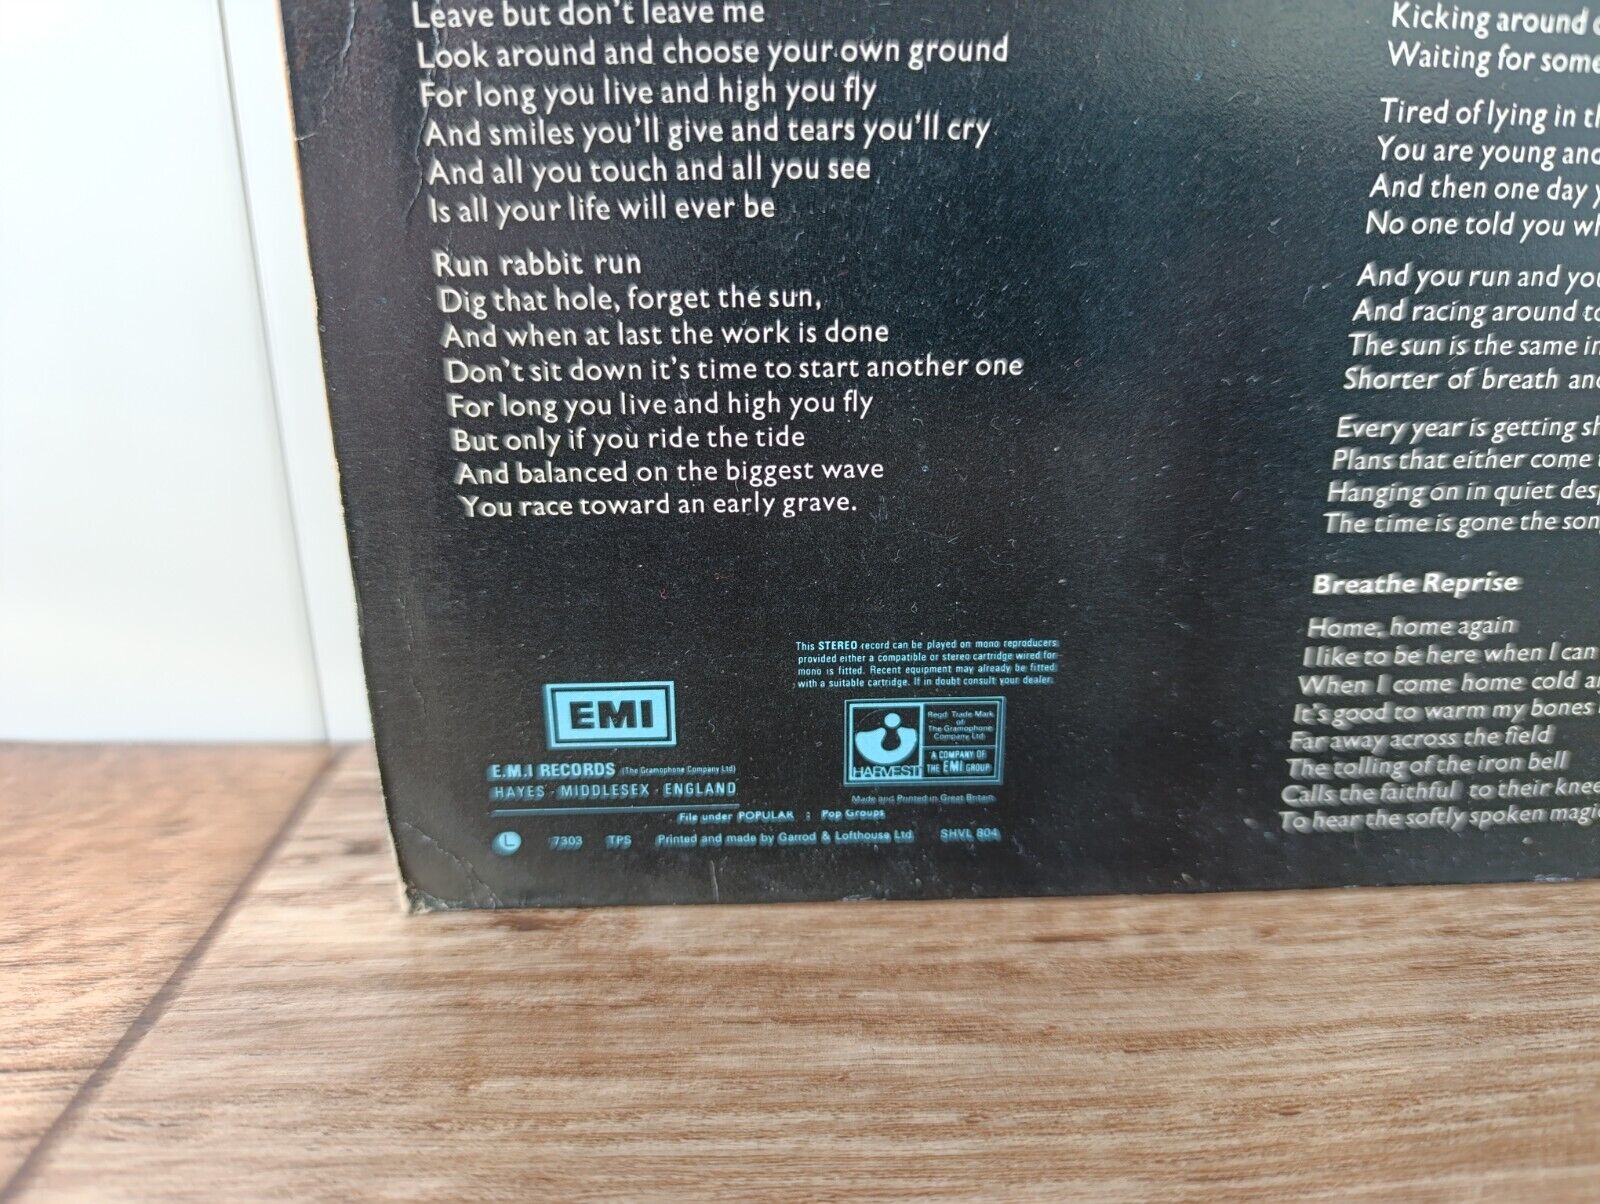 Leave but don't leave me
Look around and choose your own ground
For long you live and high you fly
And smiles you'll give and tears you'll cry
And all you touch and all you see
Is all your life will ever be
Run rabbit run
Dig that hole, forget the sun,
And when at last the work is done
Don't sit down it's time to start another one
For long you live and high you fly
But only if you ride the tide
And balanced on the biggest wave
You race toward an early grave.
Kicking around
Waiting for some
Tired of lying in
You are young and
And then one day
No one told you
And you run and you
And racing around
The sun is the same in
Shorter of breath and
Every year is getting
Plans that either come
Hanging on in quiet
The time is gone the
Breathe Reprise
Home, home again
I like to be here when I can
When I come home cold
It's good to warm my bones
Far away across the field
The tolling of the iron bell
Calls the faithful to their
To hear the softly spoken
This STEREO record can be played on mono reproducers
provided either a compatible or stereo cartridge wired for
mono is fitted. Recent equipment may already be fitted
with a suitable cartridge. If in doubt consult your dealer.
EMI
E.M.I RECORDS (The Gramophone Company Ltd)
HAYES · MIDDLESEX · ENGLAND
HARVEST
Regd Trade Mark
of
The Gramophone
Company Ltd
A COMPANY OF
THE EMI GROUP
Made and Printed in Great Britain
File under POPULAR : Pop Groups
L 7303 TPS Printed and made by Garrod & Lofthouse Ltd SHVL 804